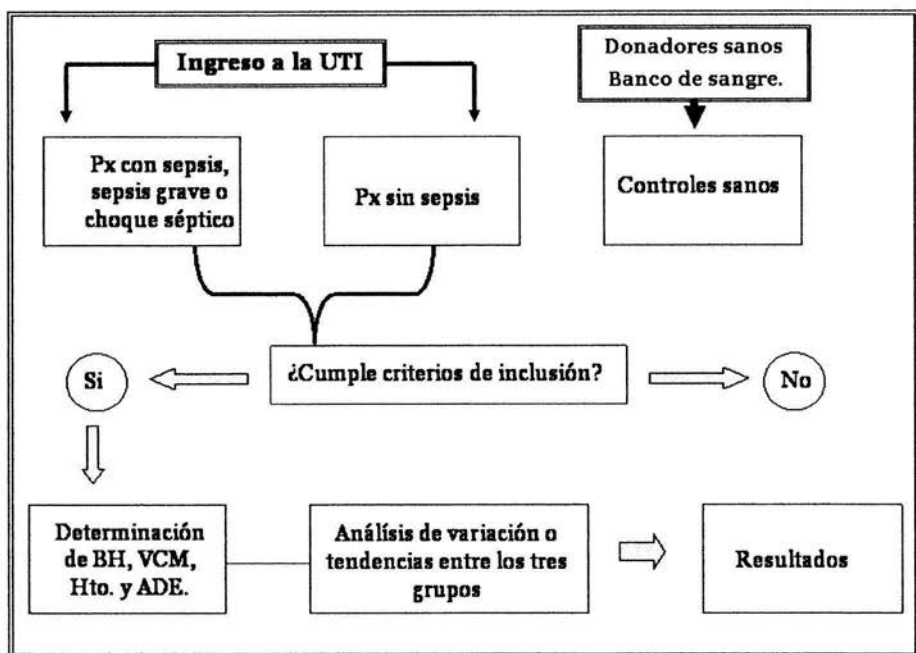 Ingreso a la UTI
Donadores sanos
Banco de sangre.
Px con sepsis,
sepsis grave o
choque séptico
Px sin sepsis
Controles sanos
¿Cumple criterios de inclusión?
Si
No
Determinación
de BH, VCM,
Hto. y ADE.
Análisis de variación o
tendencias entre los tres
grupos
Resultados